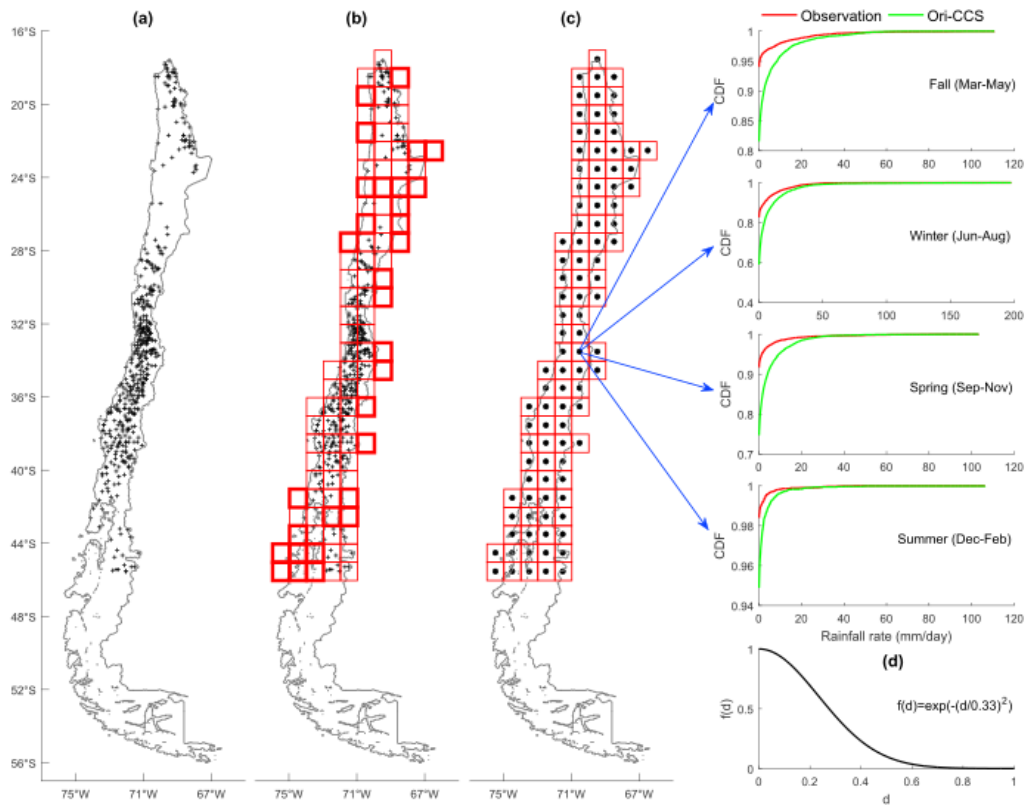 (a)
(b)
(c)
Observation
Ori-CCS
16°S
20°S
24°S
28°S
32°S
36°S
40°S
44°S
48°S
52°S
56°S
75°W 71°W 67°W
75°W 71°W 67°W
75°W 71°W 67°W
1
0.95
0.9
0.85
0.8
CDF
Fall (Mar-May)
0 20 40 60 80 100 120
1
0.8
0.6
0.4
CDF
Winter (Jun-Aug)
0 50 100 150 200
1
0.9
0.8
0.7
CDF
Spring (Sep-Nov)
0 20 40 60 80 100 120
1
0.98
0.96
0.94
CDF
Summer (Dec-Feb)
0 20 40 60 80 100 120
Rainfall rate (mm/day)
(d)
1
0.5
0
f(d)
f(d)=exp(-(d/0.33)²)
0 0.2 0.4 0.6 0.8 1
d